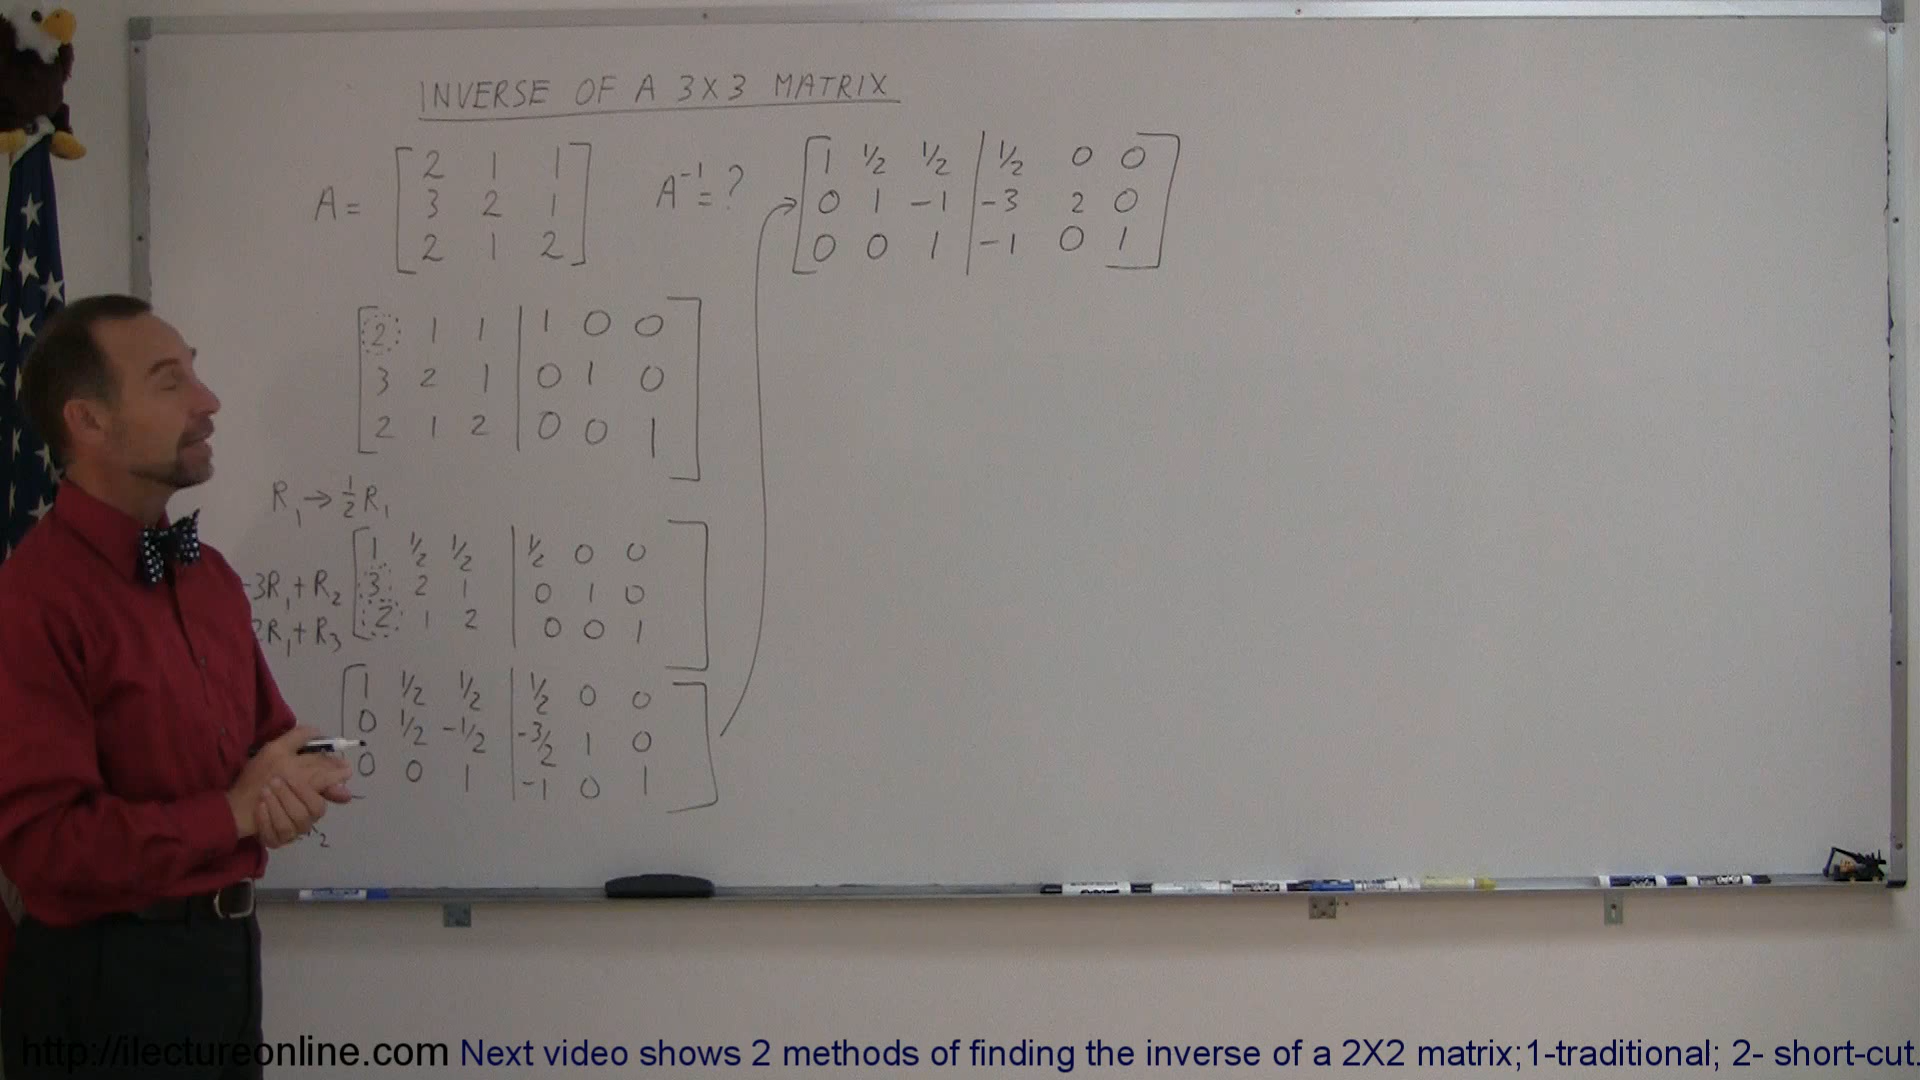 INVERSE OF A 3X3 MATRIX
A = [ 2 1 1
3 2 1
2 1 2 ]
A⁻¹ = ?
[ 1 ½ ½ | ½ 0 0
0 1 -1 | -3 2 0
0 0 1 | -1 0 1 ]
[ 2 1 1 | 1 0 0
3 2 1 | 0 1 0
2 1 2 | 0 0 1 ]
R₁ → ½ R₁
[ 1 ½ ½ | ½ 0 0
-3R₁ + R₂ 3 2 1 | 0 1 0
2R₁ + R₃ 2 1 2 | 0 0 1 ]
[ 1 ½ ½ | ½ 0 0
0 ½ -½ | -3/2 1 0
0 0 1 | -1 0 1 ]
http://ilectureonline.com Next video shows 2 methods of finding the inverse of a 2X2 matrix;1-traditional; 2- short-cut.